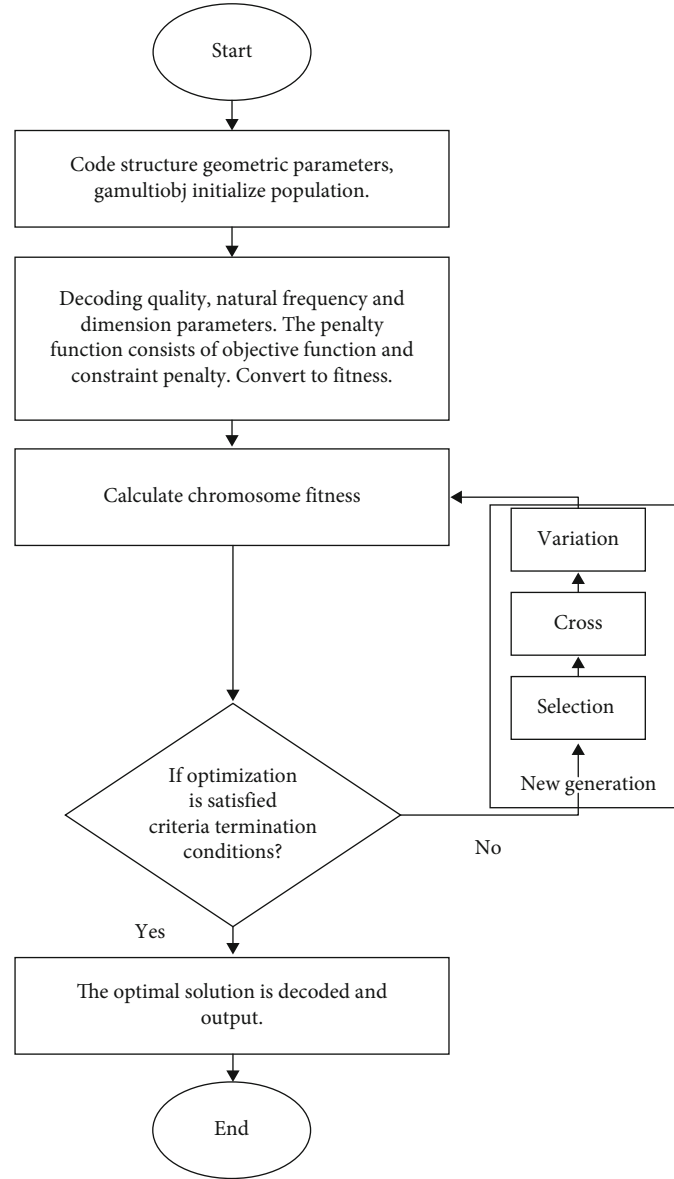 Start
Code structure geometric parameters,
gamultiobj initialize population.
Decoding quality, natural frequency and
dimension parameters. The penalty
function consists of objective function and
constraint penalty. Convert to fitness.
Calculate chromosome fitness
Variation
Cross
Selection
New generation
If optimization
is satisfied
criteria termination
conditions?
No
Yes
The optimal solution is decoded and
output.
End